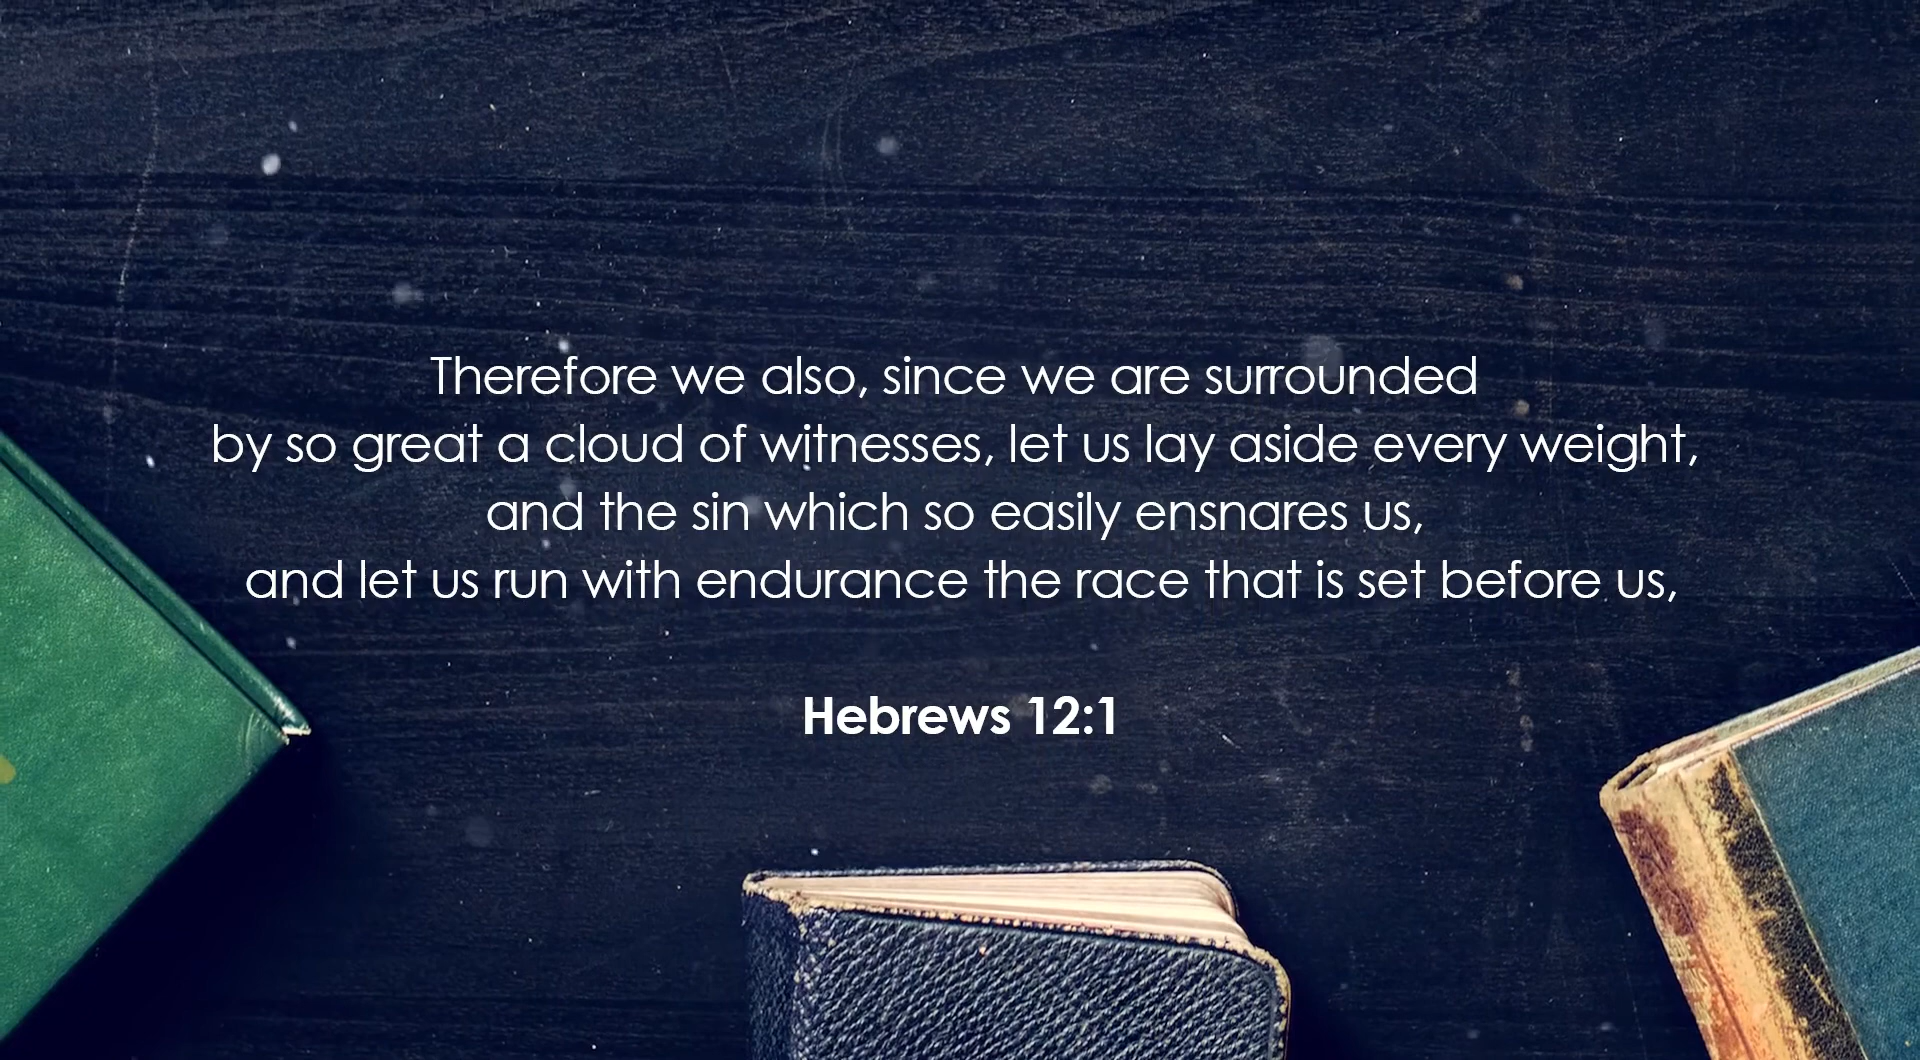 Therefore we also, since we are surrounded
by so great a cloud of witnesses, let us lay aside every weight,
and the sin which so easily ensnares us,
and let us run with endurance the race that is set before us,
Hebrews 12:1